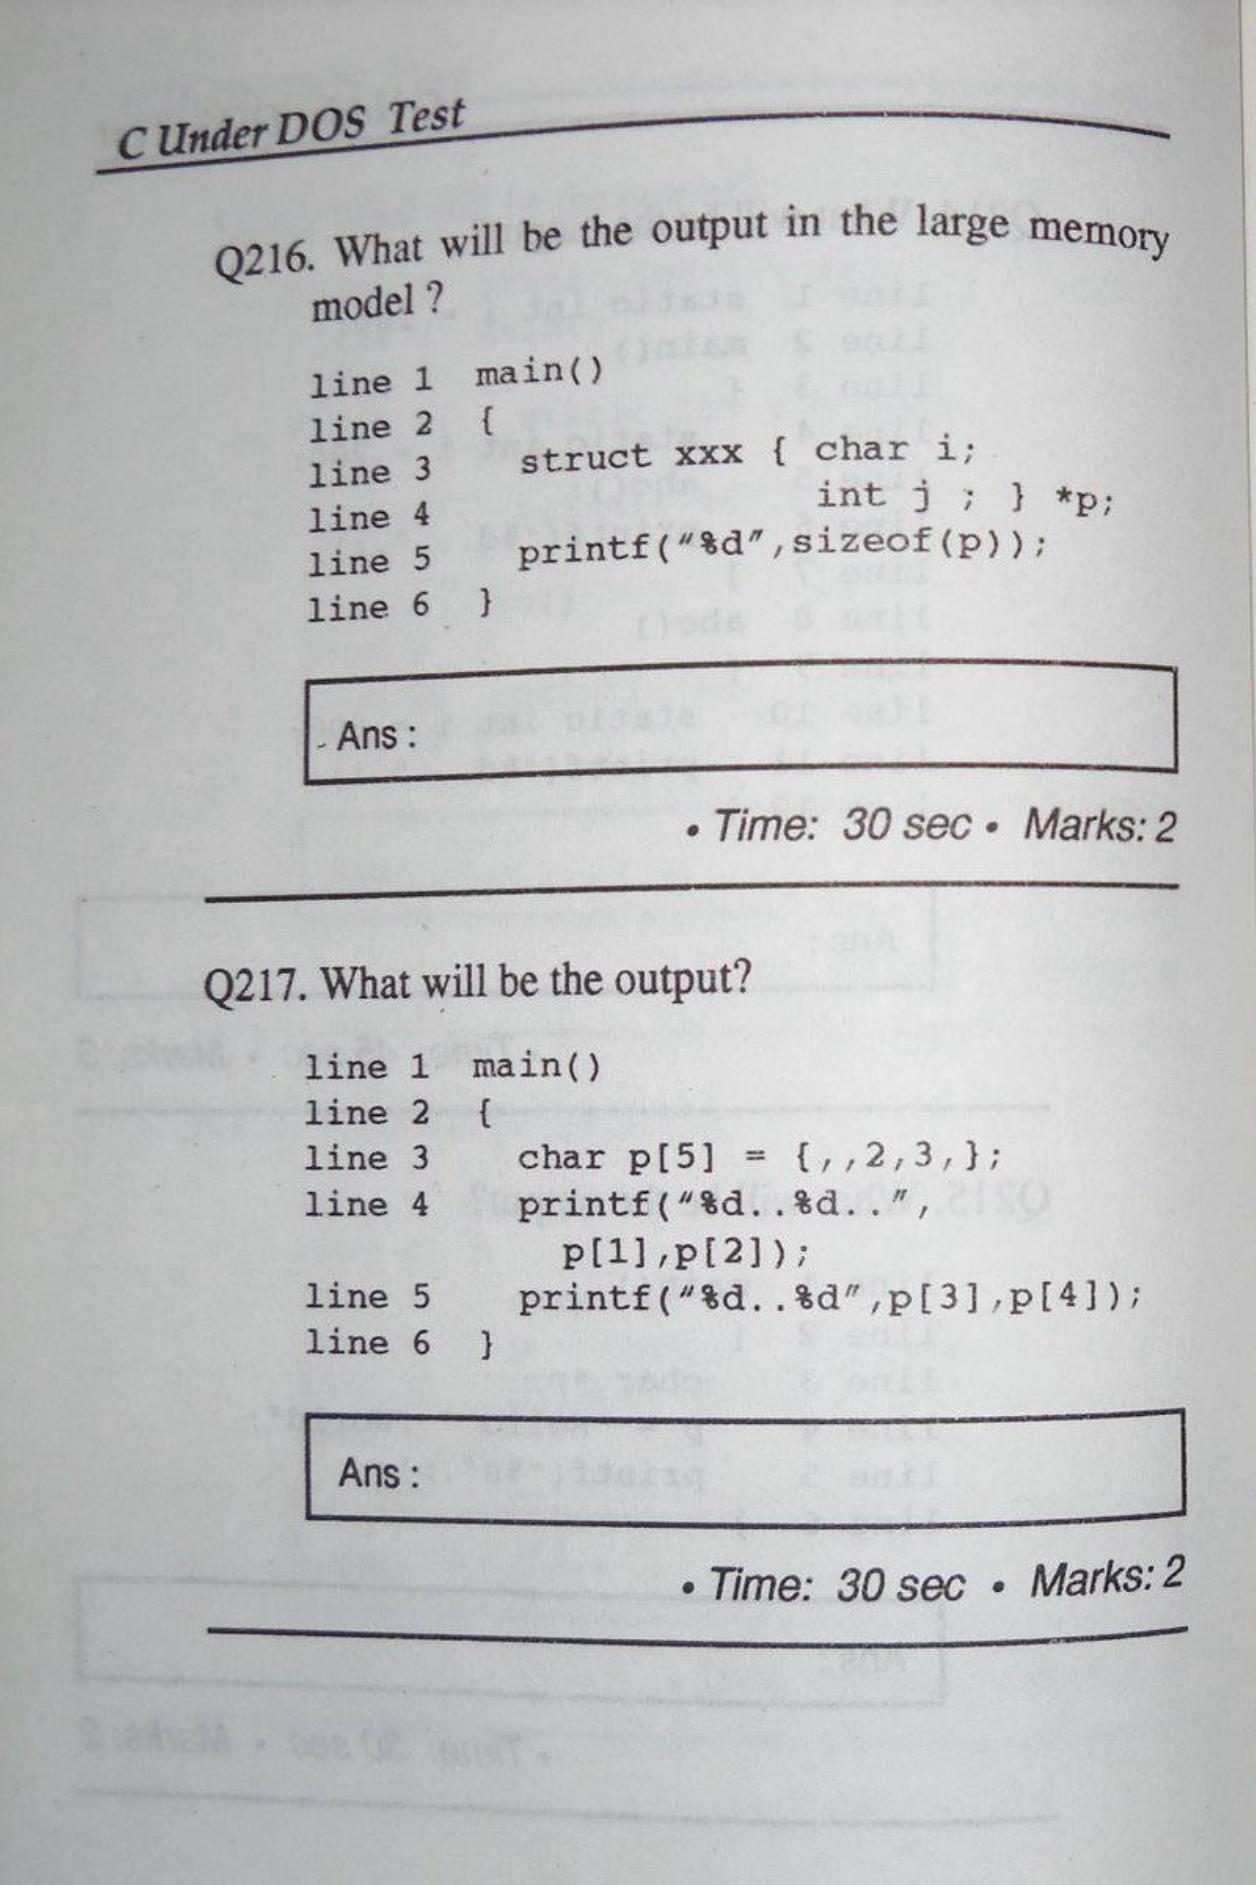 C Under DOS Test
Q216. What will be the output in the large memory
model ?
line 1 main()
line 2 {
line 3 struct xxx { char i;
line 4 int j ; } *p;
line 5 printf("%d",sizeof(p));
line 6 }
Ans :
• Time: 30 sec • Marks: 2
Q217. What will be the output?
line 1 main()
line 2 {
line 3 char p[5] = {,,2,3,};
line 4 printf("%d..%d..",
p[1],p[2]);
line 5 printf("%d..%d",p[3],p[4]);
line 6 }
Ans :
• Time: 30 sec • Marks: 2